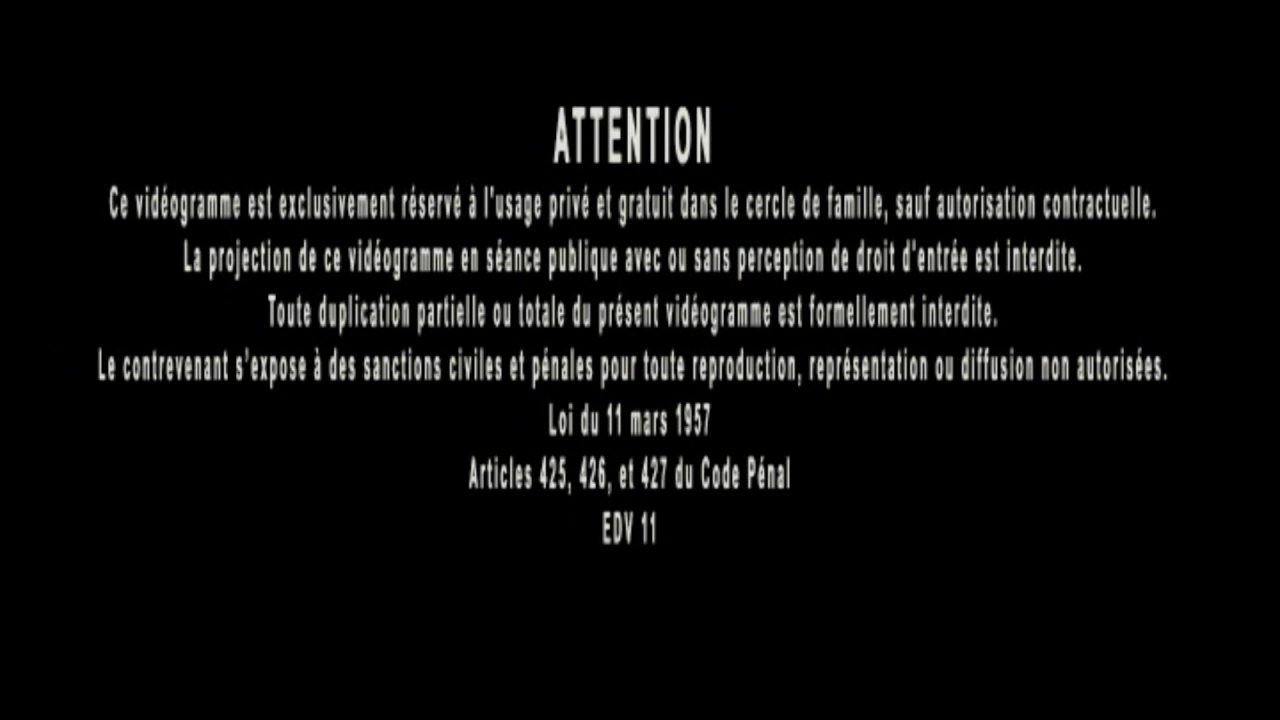 ATTENTION
Ce vidéogramme est exclusivement réservé à l'usage privé et gratuit dans le cercle de famille, sauf autorisation contractuelle.
La projection de ce vidéogramme en séance publique avec ou sans perception de droit d'entrée est interdite.
Toute duplication partielle ou totale du présent vidéogramme est formellement interdite.
Le contrevenant s'expose à des sanctions civiles et pénales pour toute reproduction, représentation ou diffusion non autorisées.
Loi du 11 mars 1957
Articles 425, 426, et 427 du Code Pénal
EDV 11